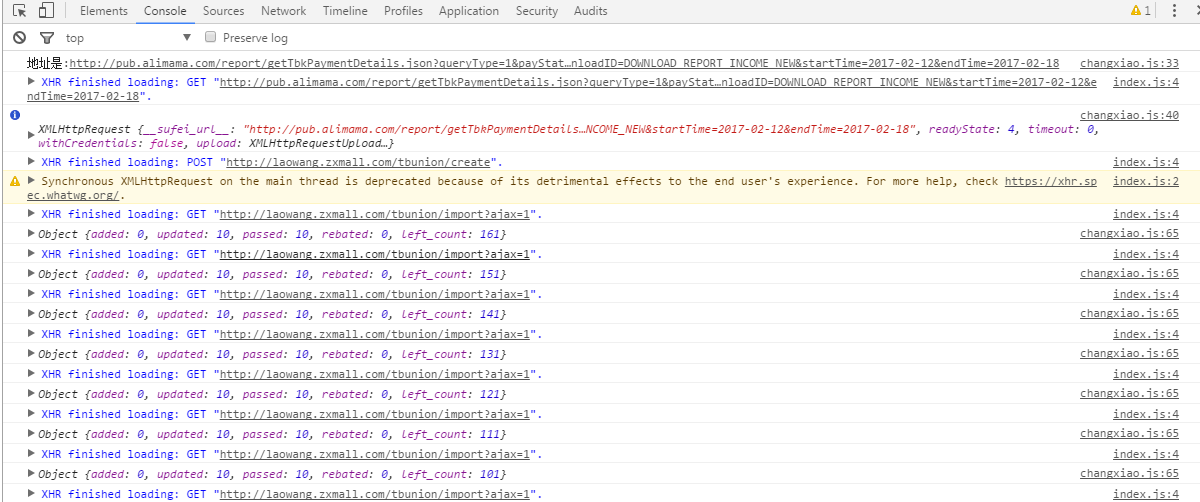 Elements Console Sources Network Timeline Profiles Application Security Audits 1
top Preserve log
地址是:http://pub.alimama.com/report/getTbkPaymentDetails.json?queryType=1&payStat…nloadID=DOWNLOAD_REPORT_INCOME_NEW&startTime=2017-02-12&endTime=2017-02-18 changxiao.js:33
XHR finished loading: GET "http://pub.alimama.com/report/getTbkPaymentDetails.json?queryType=1&payStat…nloadID=DOWNLOAD_REPORT_INCOME_NEW&startTime=2017-02-12&e index.js:4
ndTime=2017-02-18".
changxiao.js:40
XMLHttpRequest {__sufei_url__: "http://pub.alimama.com/report/getTbkPaymentDetails…NCOME_NEW&startTime=2017-02-12&endTime=2017-02-18", readyState: 4, timeout: 0,
withCredentials: false, upload: XMLHttpRequestUpload…}
XHR finished loading: POST "http://laowang.zxmall.com/tbunion/create". index.js:4
Synchronous XMLHttpRequest on the main thread is deprecated because of its detrimental effects to the end user's experience. For more help, check https://xhr.sp index.js:2
ec.whatwg.org/.
XHR finished loading: GET "http://laowang.zxmall.com/tbunion/import?ajax=1". index.js:4
Object {added: 0, updated: 10, passed: 10, rebated: 0, left_count: 161} changxiao.js:65
XHR finished loading: GET "http://laowang.zxmall.com/tbunion/import?ajax=1". index.js:4
Object {added: 0, updated: 10, passed: 10, rebated: 0, left_count: 151} changxiao.js:65
XHR finished loading: GET "http://laowang.zxmall.com/tbunion/import?ajax=1". index.js:4
Object {added: 0, updated: 10, passed: 10, rebated: 0, left_count: 141} changxiao.js:65
XHR finished loading: GET "http://laowang.zxmall.com/tbunion/import?ajax=1". index.js:4
Object {added: 0, updated: 10, passed: 10, rebated: 0, left_count: 131} changxiao.js:65
XHR finished loading: GET "http://laowang.zxmall.com/tbunion/import?ajax=1". index.js:4
Object {added: 0, updated: 10, passed: 10, rebated: 0, left_count: 121} changxiao.js:65
XHR finished loading: GET "http://laowang.zxmall.com/tbunion/import?ajax=1". index.js:4
Object {added: 0, updated: 10, passed: 10, rebated: 0, left_count: 111} changxiao.js:65
XHR finished loading: GET "http://laowang.zxmall.com/tbunion/import?ajax=1". index.js:4
Object {added: 0, updated: 10, passed: 10, rebated: 0, left_count: 101} changxiao.js:65
XHR finished loading: GET "http://laowang.zxmall.com/tbunion/import?ajax=1". index.js:4